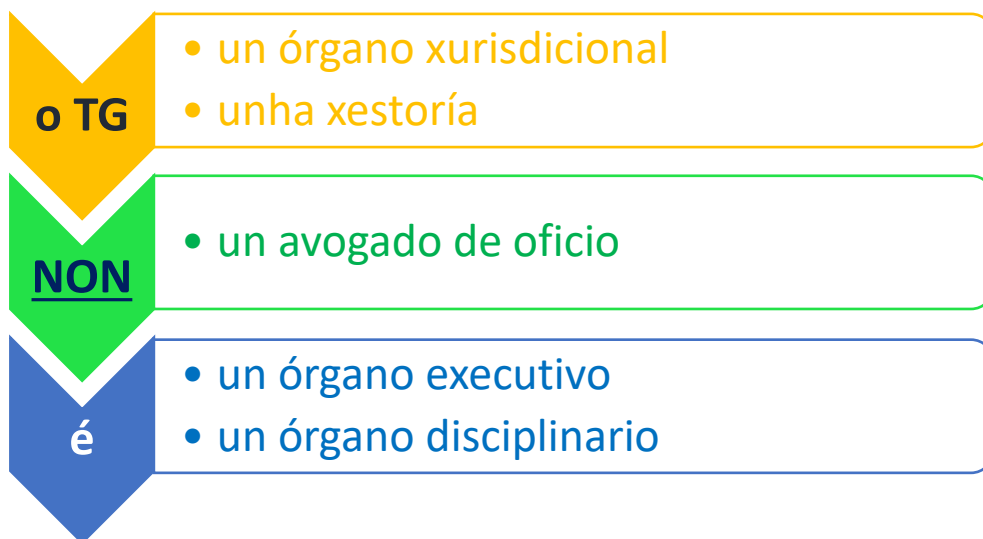 o TG
• un órgano xurisdicional
• unha xestoría
NON
• un avogado de oficio
é
• un órgano executivo
• un órgano disciplinario